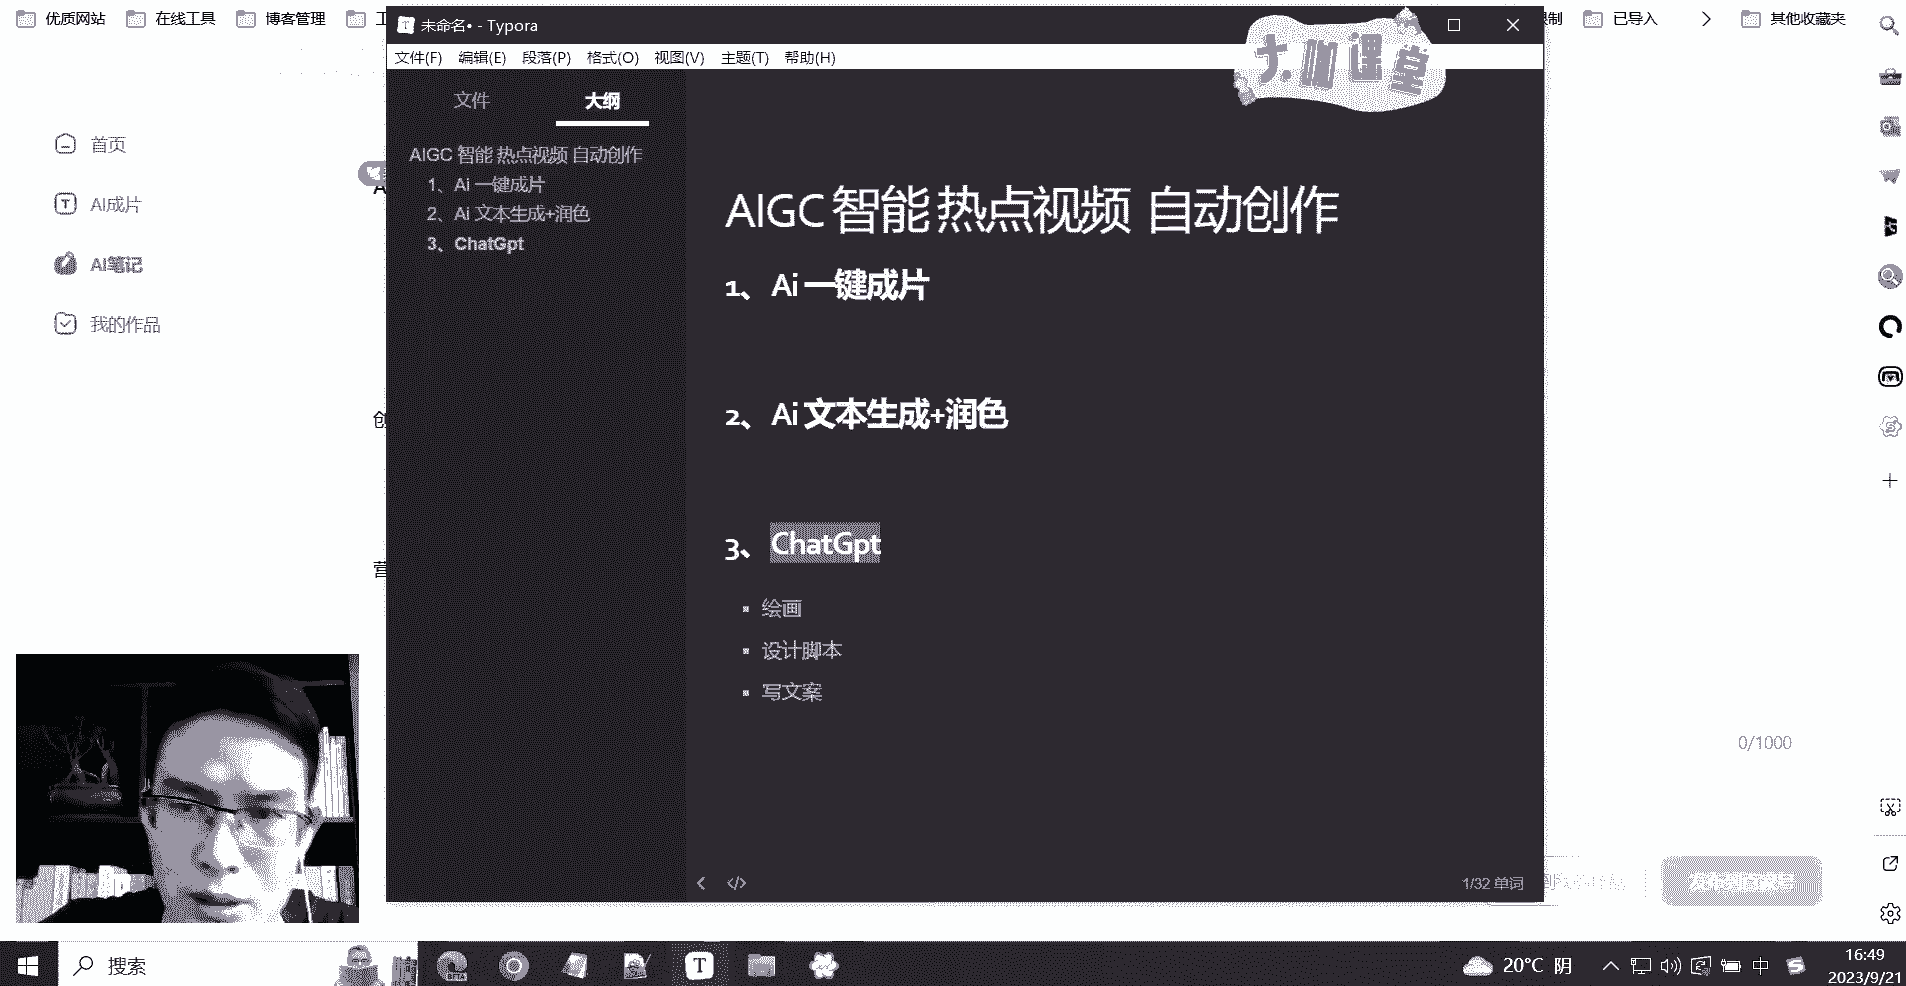 优质网站
在线工具
博客管理
已导入
其他收藏夹
未命名• - Typora
大咖课堂
文件(F) 编辑(E) 段落(P) 格式(O) 视图(V) 主题(T) 帮助(H)
文件 大纲
首页
AI成片
AI笔记
我的作品
AIGC 智能 热点视频 自动创作
1、Ai 一键成片
2、Ai 文本生成+润色
3、ChatGpt
AIGC 智能 热点视频 自动创作
1、Ai 一键成片
2、Ai 文本生成+润色
3、ChatGpt
绘画
设计脚本
写文案
创
营
0/1000
1/32 单词
搜索
20°C 阴
中
16:49
2023/9/21